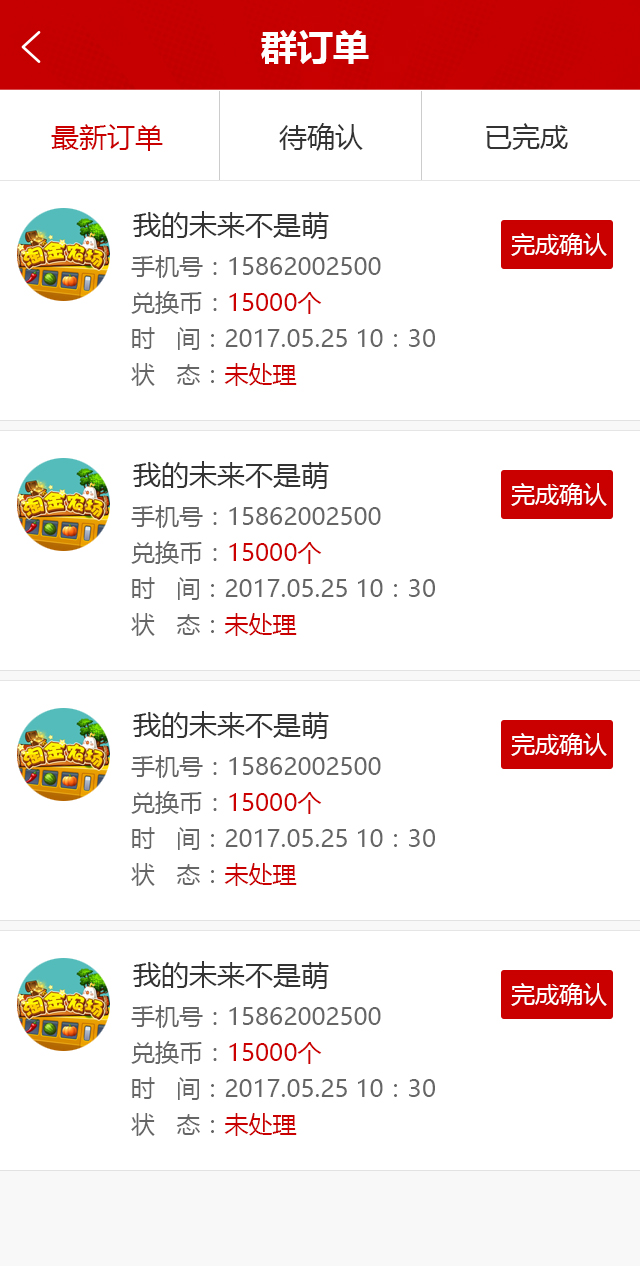 群订单
最新订单 待确认 已完成
淘金农场
我的未来不是萌
完成确认
手机号：15862002500
兑换币：15000个
时 间：2017.05.25 10：30
状 态：未处理
淘金农场
我的未来不是萌
完成确认
手机号：15862002500
兑换币：15000个
时 间：2017.05.25 10：30
状 态：未处理
淘金农场
我的未来不是萌
完成确认
手机号：15862002500
兑换币：15000个
时 间：2017.05.25 10：30
状 态：未处理
淘金农场
我的未来不是萌
完成确认
手机号：15862002500
兑换币：15000个
时 间：2017.05.25 10：30
状 态：未处理